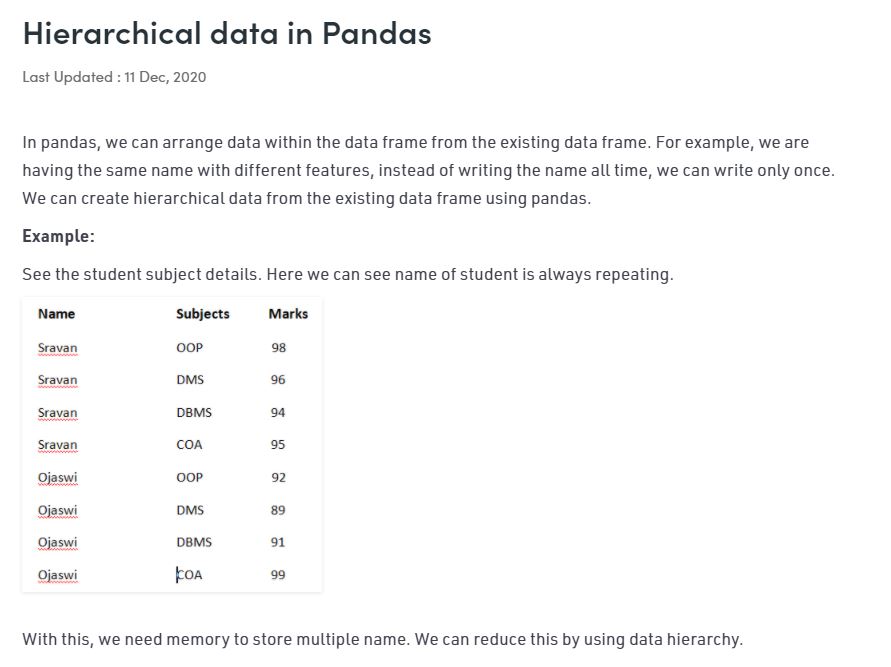 Hierarchical data in Pandas
Last Updated : 11 Dec, 2020
In pandas, we can arrange data within the data frame from the existing data frame. For example, we are
having the same name with different features, instead of writing the name all time, we can write only once.
We can create hierarchical data from the existing data frame using pandas.
Example:
See the student subject details. Here we can see name of student is always repeating.
Name Subjects Marks
Sravan OOP 98
Sravan DMS 96
Sravan DBMS 94
Sravan COA 95
Ojaswi OOP 92
Ojaswi DMS 89
Ojaswi DBMS 91
Ojaswi COA 99
With this, we need memory to store multiple name. We can reduce this by using data hierarchy.